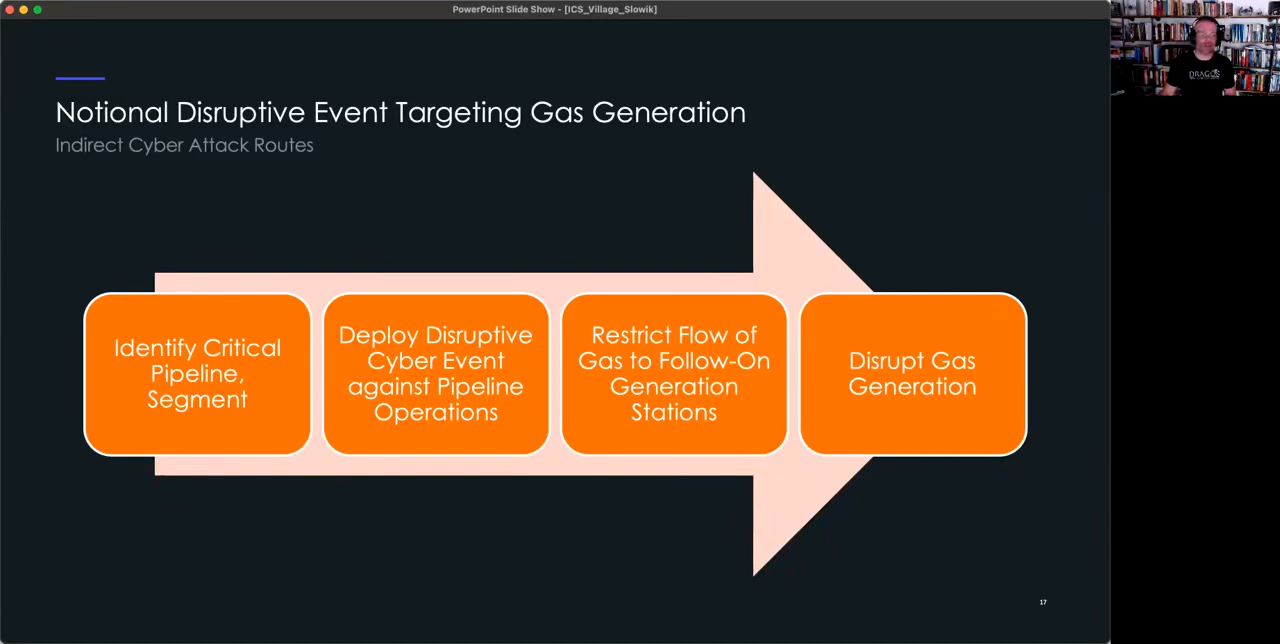 PowerPoint Slide Show - [ICS_Village_Slowik]
Notional Disruptive Event Targeting Gas Generation
Indirect Cyber Attack Routes
Identify Critical
Pipeline,
Segment
Deploy Disruptive
Cyber Event
against Pipeline
Operations
Restrict Flow of
Gas to Follow-On
Generation
Stations
Disrupt Gas
Generation
17
DRAGOS